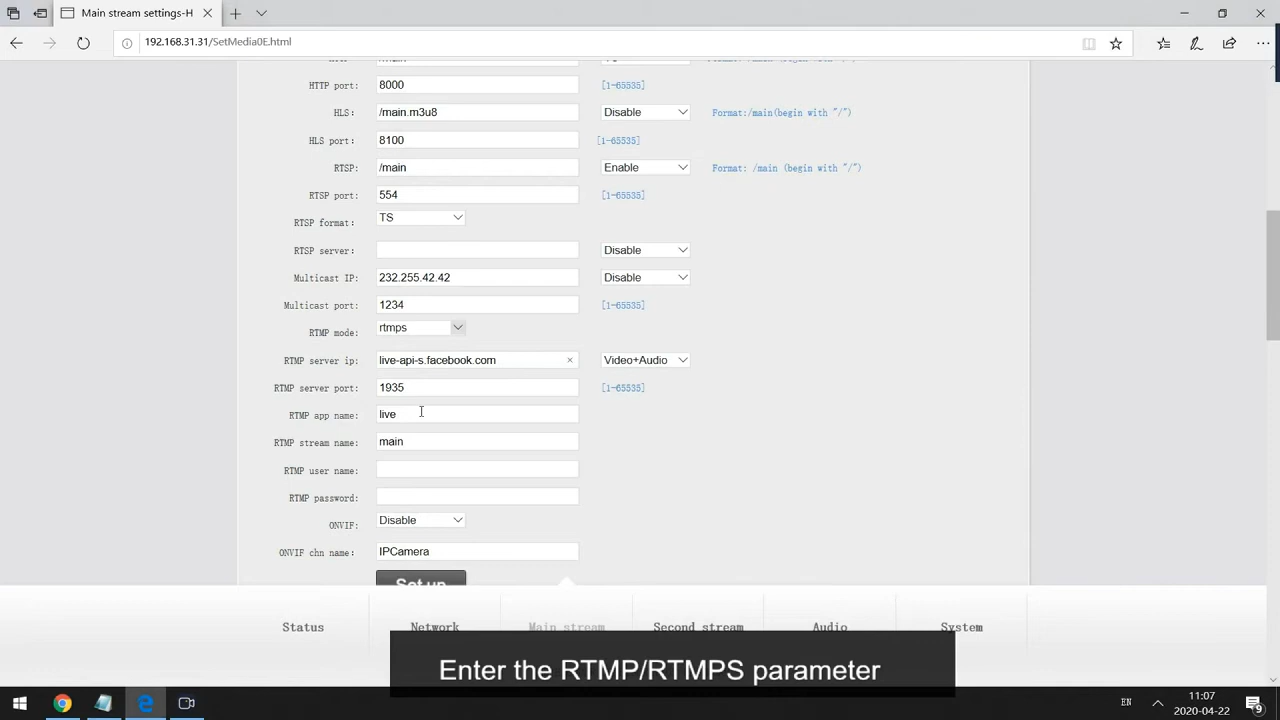 Main stream settings-H
192.168.31.31/SetMedia0E.html
HTTP port: 8000 [1-65535]
HLS: /main.m3u8 Disable Format:/main(begin with "/")
HLS port: 8100 [1-65535]
RTSP: /main Enable Format: /main (begin with "/")
RTSP port: 554 [1-65535]
RTSP format: TS
RTSP server: Disable
Multicast IP: 232.255.42.42 Disable
Multicast port: 1234 [1-65535]
RTMP mode: rtmps
RTMP server ip: live-api-s.facebook.com Video+Audio
RTMP server port: 1935 [1-65535]
RTMP app name: live
RTMP stream name: main
RTMP user name:
RTMP password:
ONVIF: Disable
ONVIF chn name: IPCamera
Set up
Status Network Main stream Second stream Audio System
Enter the RTMP/RTMPS parameter
EN 11:07
2020-04-22